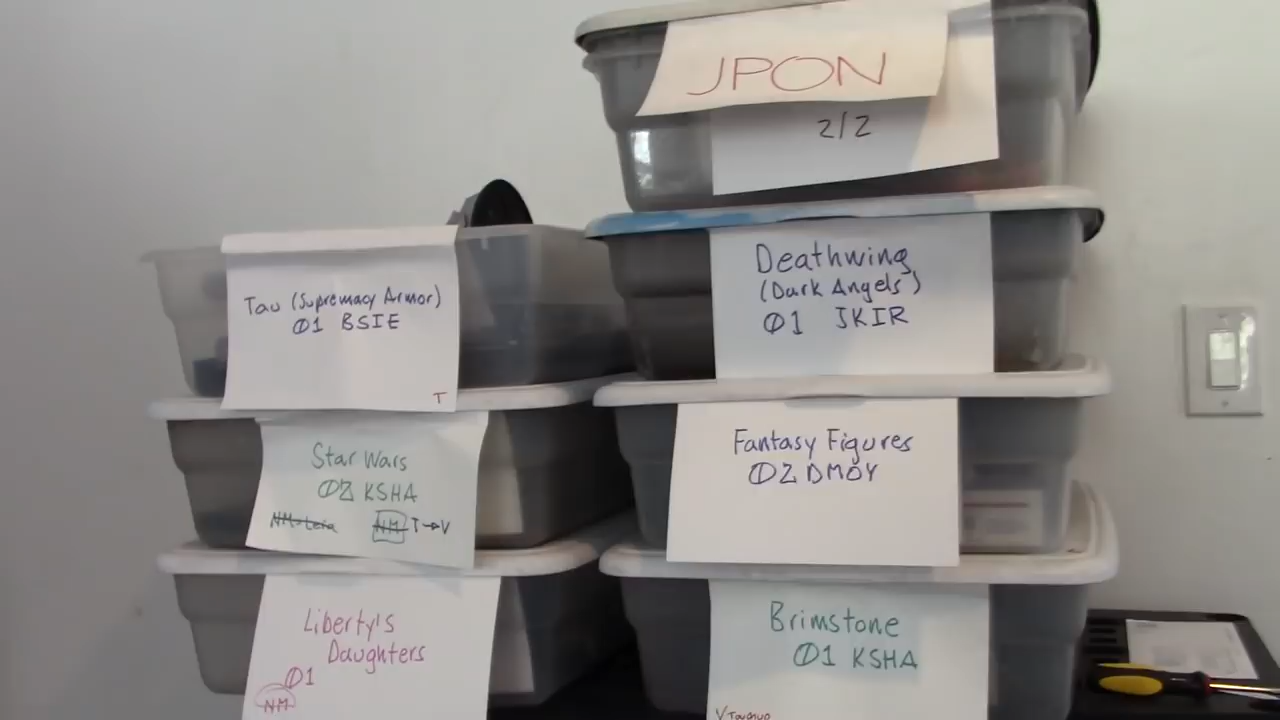 JPON
2/2
Deathwing
(Dark Angels)
Ø1 JKIR
Tau (Supremacy Armor)
Ø1 BSIE
T
Star Wars
Ø2 KSHA
NM T→V
Fantasy Figures
Ø2 DMOY
Liberty's
Daughters
Ø1
NM
Brimstone
Ø1 KSHA